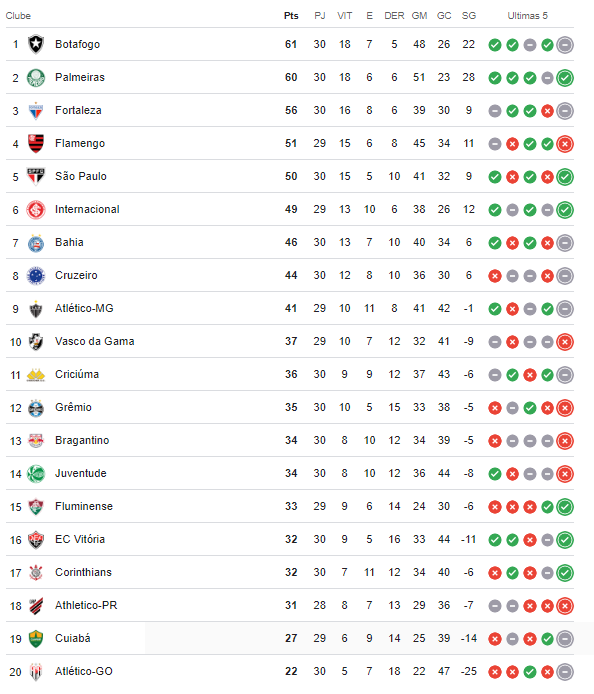 Clube Pts PJ VIT E DER GM GC SG Últimas 5
1 Botafogo 61 30 18 7 5 48 26 22
2 Palmeiras 60 30 18 6 6 51 23 28
3 Fortaleza 56 30 16 8 6 39 30 9
4 Flamengo 51 29 15 6 8 45 34 11
5 São Paulo 50 30 15 5 10 41 32 9
6 Internacional 49 29 13 10 6 38 26 12
7 Bahia 46 30 13 7 10 40 34 6
8 Cruzeiro 44 30 12 8 10 36 30 6
9 Atlético-MG 41 29 10 11 8 41 42 -1
10 Vasco da Gama 37 29 10 7 12 32 41 -9
11 Criciúma 36 30 9 9 12 37 43 -6
12 Grêmio 35 30 10 5 15 33 38 -5
13 Bragantino 34 30 8 10 12 34 39 -5
14 Juventude 34 30 8 10 12 36 44 -8
15 Fluminense 33 29 9 6 14 24 30 -6
16 EC Vitória 32 30 9 5 16 33 44 -11
17 Corinthians 32 30 7 11 12 34 40 -6
18 Athletico-PR 31 28 8 7 13 29 36 -7
19 Cuiabá 27 29 6 9 14 25 39 -14
20 Atlético-GO 22 30 5 7 18 22 47 -25